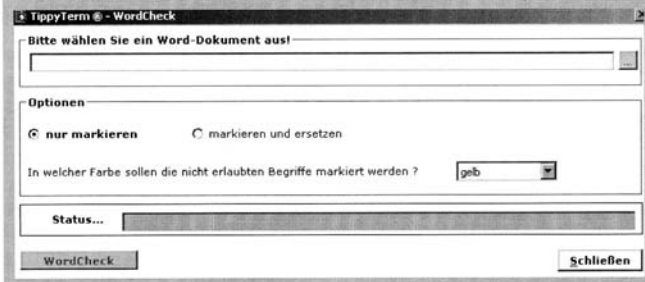 TippyTerm ® - WordCheck
Bitte wählen Sie ein Word-Dokument aus!
...
Optionen
nur markieren markieren und ersetzen
In welcher Farbe sollen die nicht erlaubten Begriffe markiert werden ? gelb
Status...
WordCheck Schließen